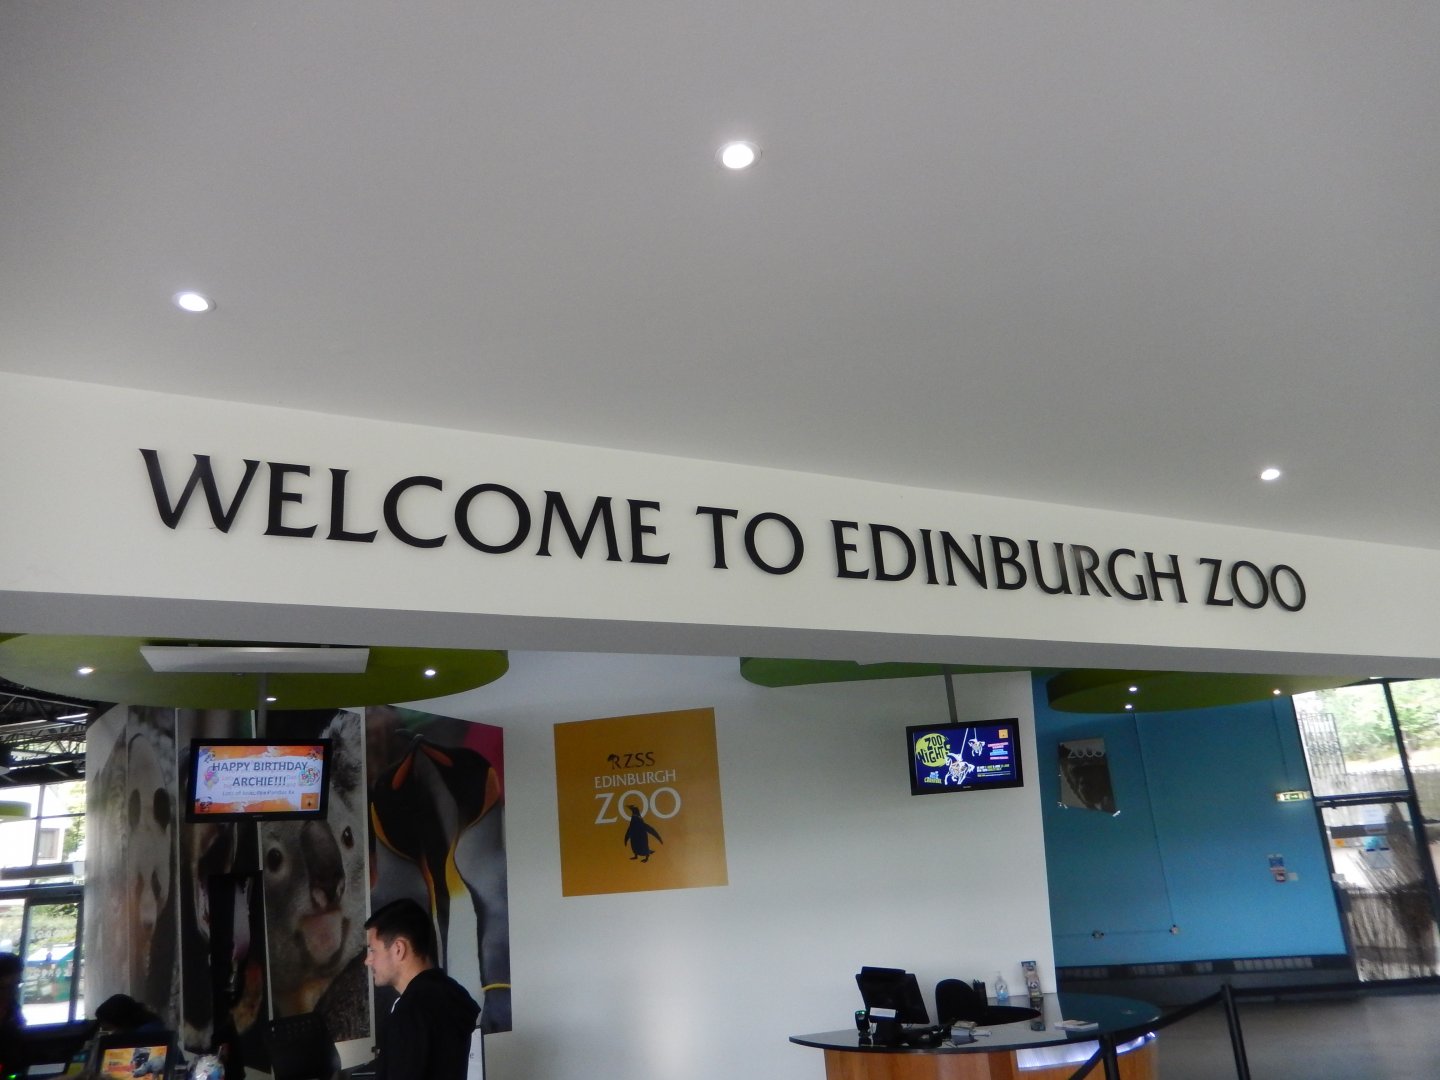 WELCOME TO EDINBURGH ZOO
HAPPY BIRTHDAY
ARCHIE!!!
RZSS
EDINBURGH
ZOO
ZOO
NIGHTS